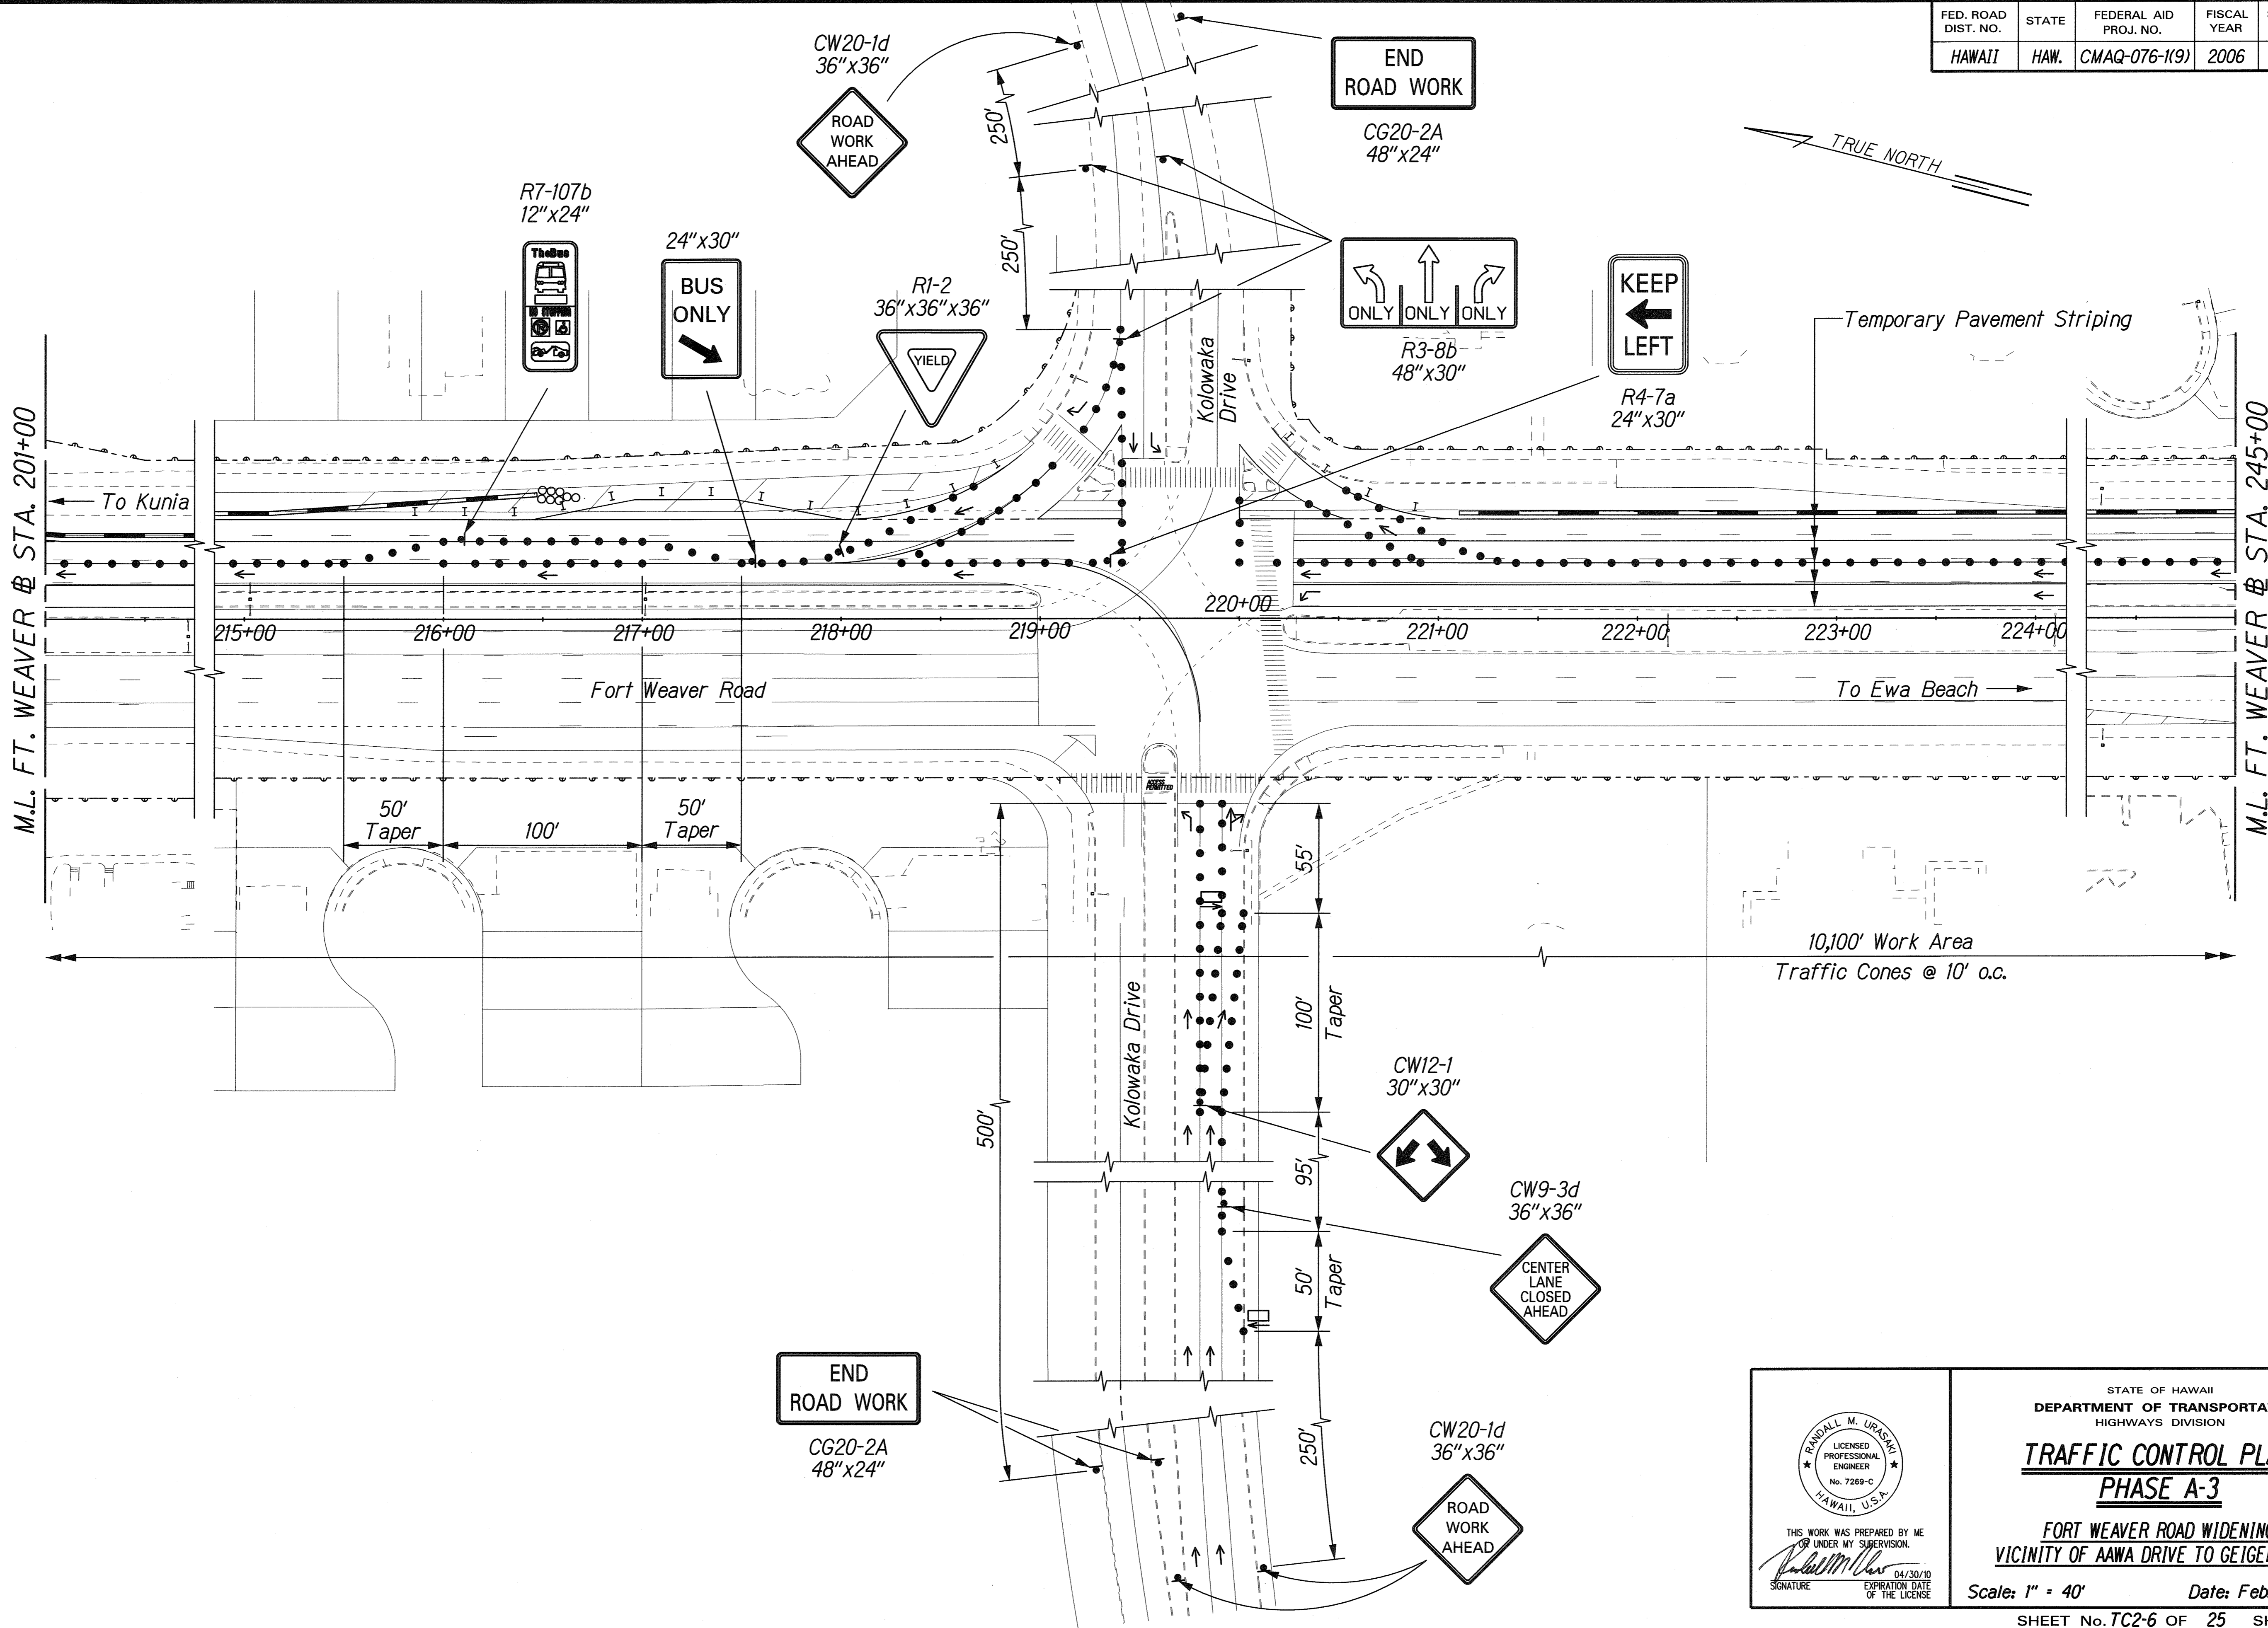 FED. ROAD DIST. NO.
STATE
FEDERAL AID PROJ. NO.
FISCAL YEAR
HAWAII
HAW.
CMAQ-076-1(9)
2006
CW20-1d
36"x36"
ROAD
WORK
AHEAD
END
ROAD WORK
CG20-2A
48"x24"
TRUE NORTH
250'
250'
R7-107b
12"x24"
TheBus
NO STOPPING
24"x30"
BUS
ONLY
R1-2
36"x36"x36"
YIELD
ONLY ONLY ONLY
R3-8b
48"x30"
KEEP
LEFT
R4-7a
24"x30"
Temporary Pavement Striping
Kolowaka
Drive
M.L. FT. WEAVER ℄ STA. 201+00
M.L. FT. WEAVER ℄ STA. 245+00
To Kunia
215+00
216+00
217+00
218+00
219+00
220+00
221+00
222+00
223+00
224+00
Fort Weaver Road
To Ewa Beach
ACCESS
PERMITTED
50'
Taper
100'
50'
Taper
55'
10,100' Work Area
Traffic Cones @ 10' o.c.
100'
Taper
Kolowaka Drive
500'
CW12-1
30"x30"
95'
CW9-3d
36"x36"
CENTER
LANE
CLOSED
AHEAD
50'
Taper
END
ROAD WORK
CG20-2A
48"x24"
250'
CW20-1d
36"x36"
ROAD
WORK
AHEAD
RANDALL M. URASAKI
LICENSED
PROFESSIONAL
ENGINEER
No. 7269-C
HAWAII, U.S.A.
THIS WORK WAS PREPARED BY ME
OR UNDER MY SUPERVISION.
04/30/10
SIGNATURE
EXPIRATION DATE
OF THE LICENSE
STATE OF HAWAII
DEPARTMENT OF TRANSPORTA
HIGHWAYS DIVISION
TRAFFIC CONTROL PLA
PHASE A-3
FORT WEAVER ROAD WIDENING
VICINITY OF AAWA DRIVE TO GEIGE
Scale: 1" = 40'
Date: Feb
SHEET No. TC2-6 OF 25 SH